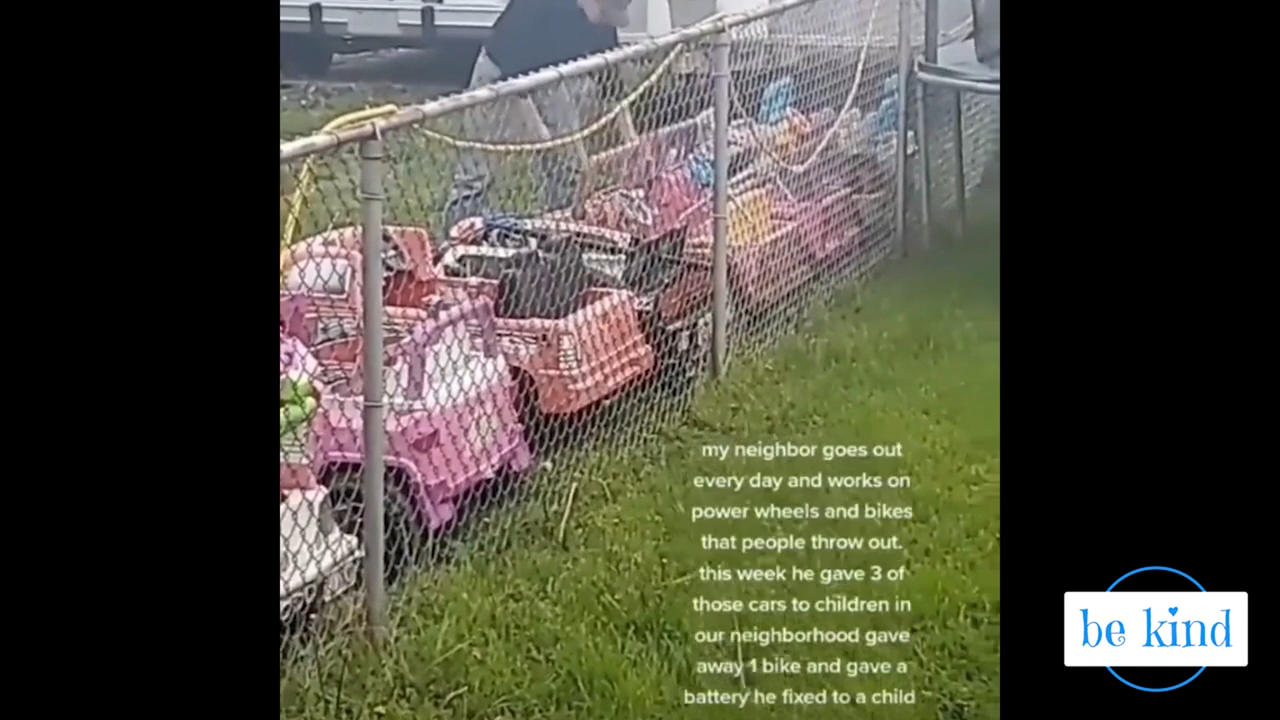 my neighbor goes out
every day and works on
power wheels and bikes
that people throw out.
this week he gave 3 of
those cars to children in
our neighborhood gave
away 1 bike and gave a
battery he fixed to a child
be kind